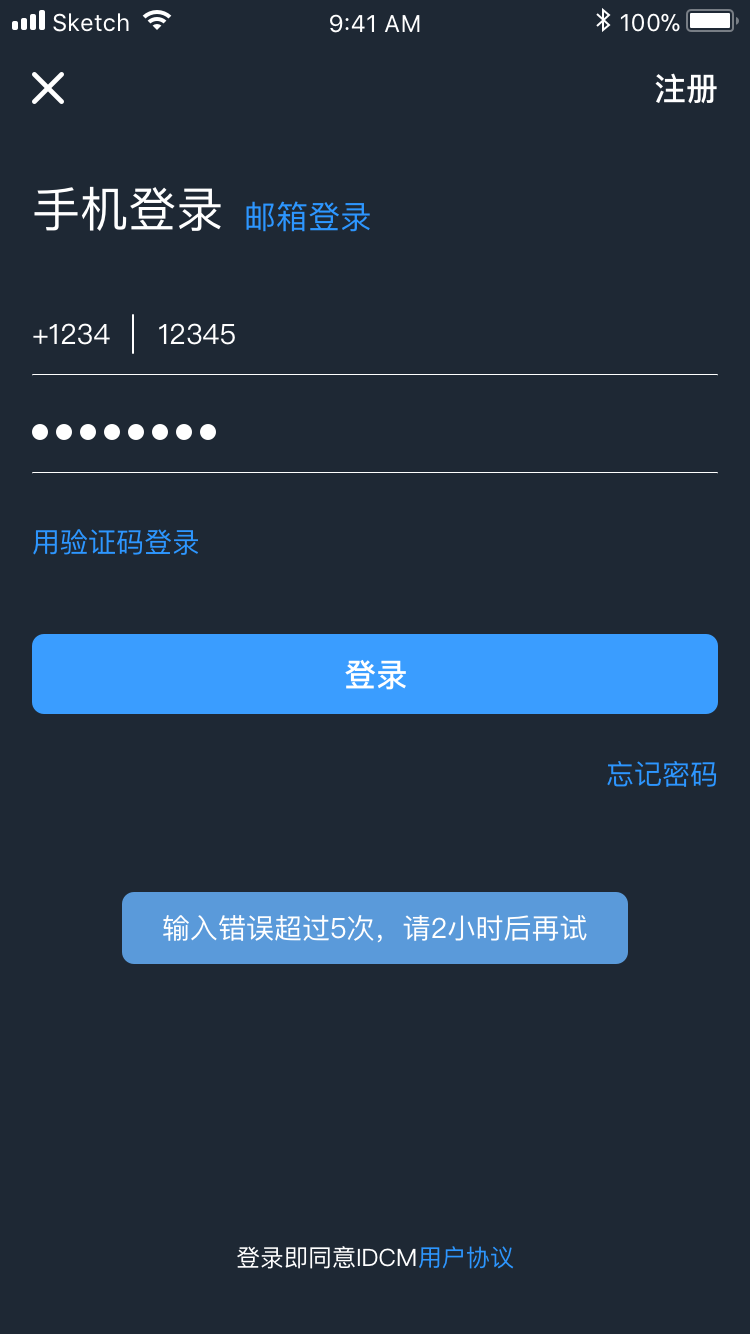 Sketch 9:41 AM 100%
注册
手机登录 邮箱登录
+1234 12345
用验证码登录
登录
忘记密码
输入错误超过5次，请2小时后再试
登录即同意IDCM用户协议